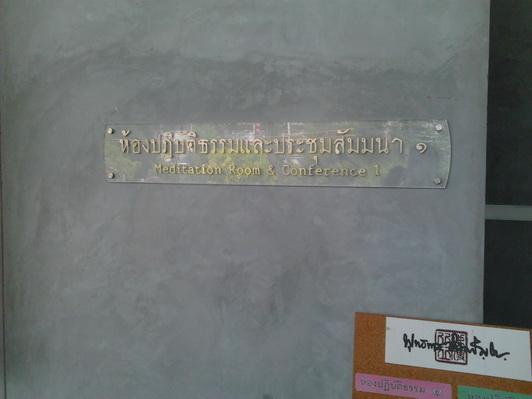 ห้องปฏิบัติธรรมและประชุมสัมมนา ๑
Meditation Room & Conference 1
ห้องปฏิบัติธรรม